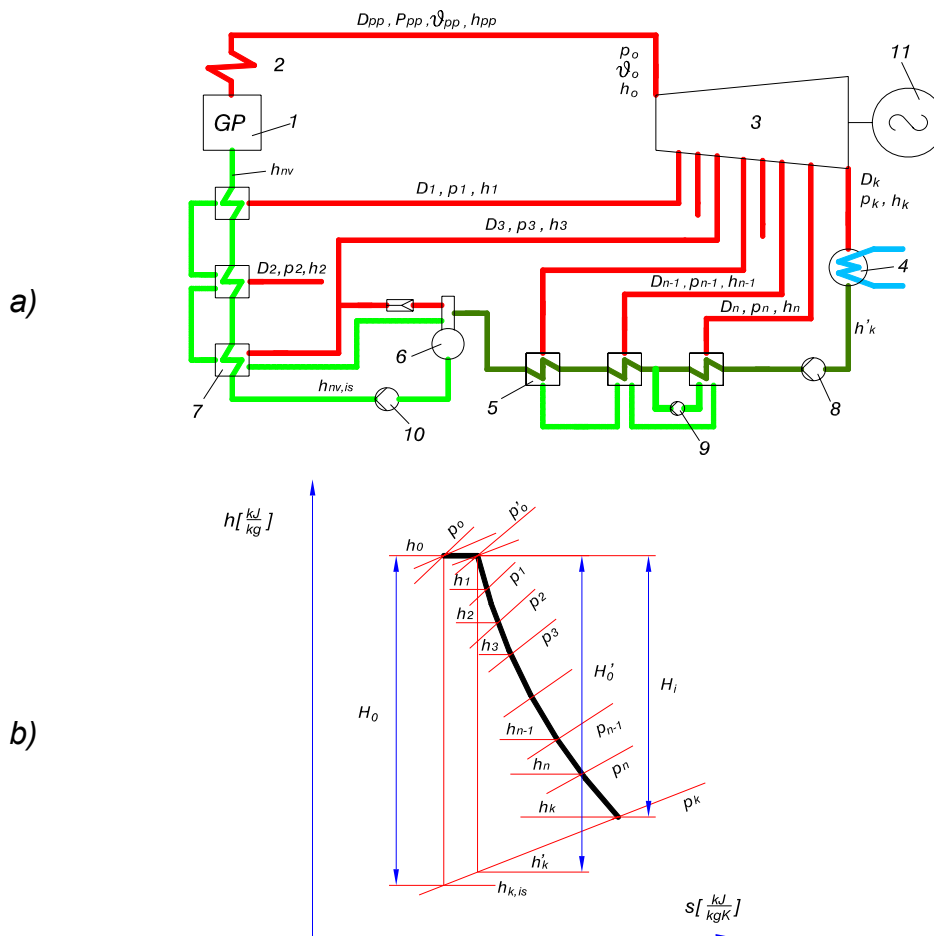 a)
Dpp , Ppp , ϑpp , hpp
2
po
ϑo
ho
11
GP
1
3
hnv
D1 , p1 , h1
Dk
pk , hk
D3 , p3 , h3
D2 , p2 , h2
Dn-1 , pn-1 , hn-1
4
Dn , pn , hn
h'k
6
7
hnv,is
10
5
9
8
b)
h[ kJ/kg ]
po
p'o
h0
h1
p1
h2
p2
h3
p3
H0
H0'
Hi
hn-1
pn-1
hn
pn
hk
pk
h'k
hk,is
s[ kJ/kgK ]